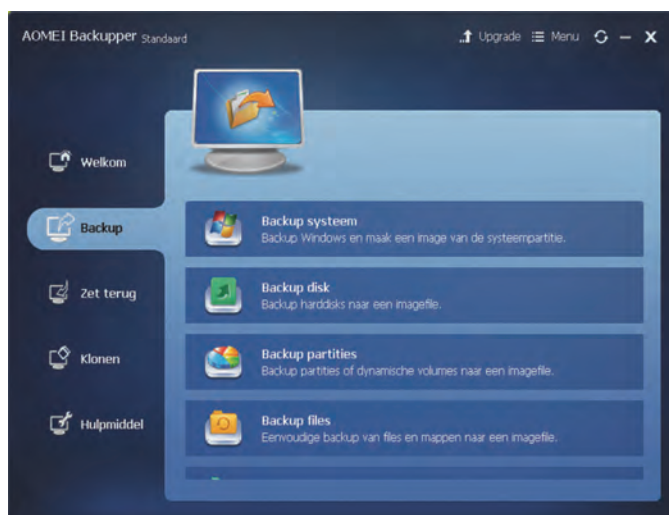 AOMEI Backupper Standaard
Upgrade Menu
Welkom
Backup
Zet terug
Klonen
Hulpmiddel
Backup systeem
Backup Windows en maak een image van de systeempartitie.
Backup disk
Backup harddisks naar een imagefile.
Backup partities
Backup partities of dynamische volumes naar een imagefile.
Backup files
Eenvoudige backup van files en mappen naar een imagefile.